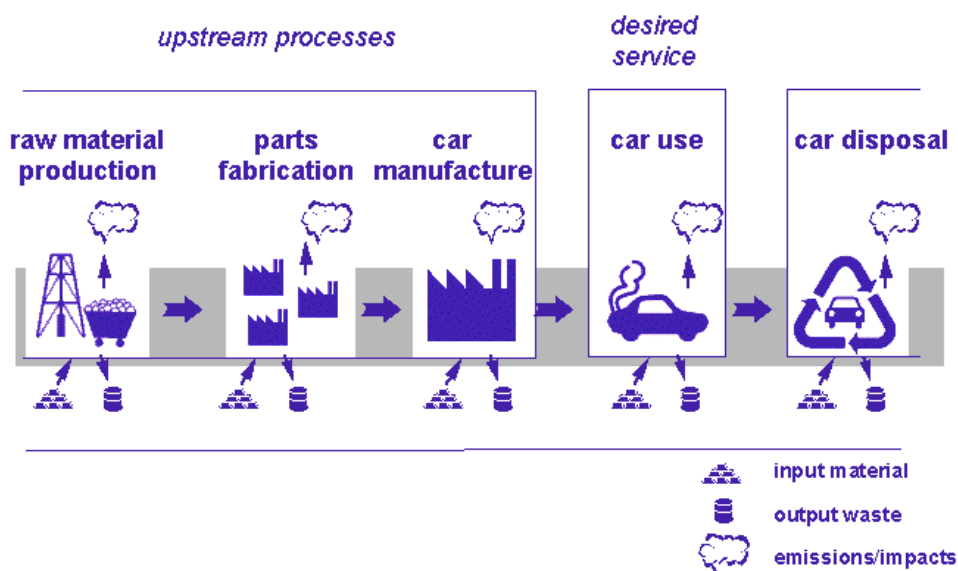 upstream processes
desired
service
raw material
production
parts
fabrication
car
manufacture
car use
car disposal
input material
output waste
emissions/impacts